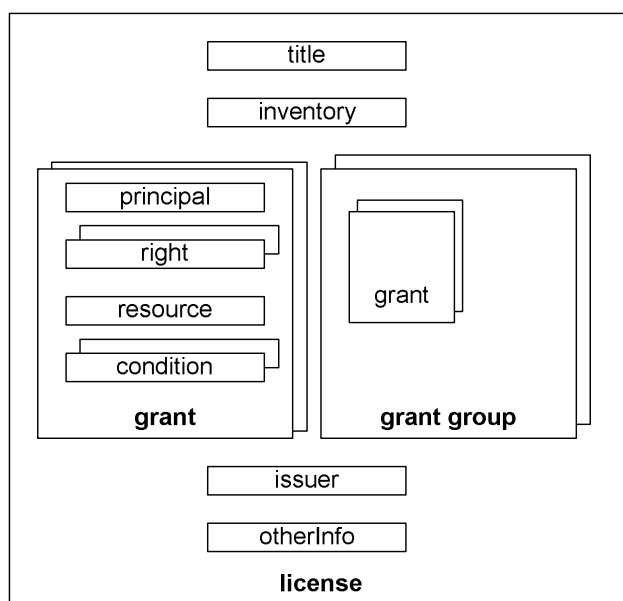 title
inventory
principal
right
resource
condition
grant
grant
grant group
issuer
otherInfo
license